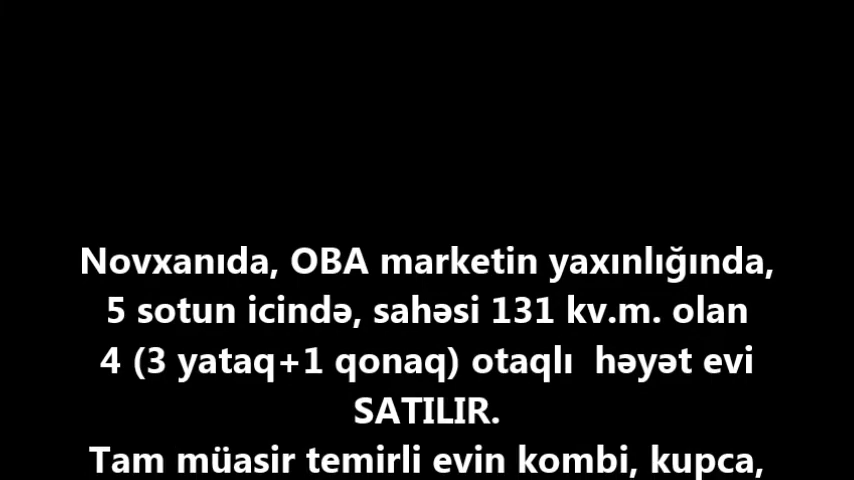 Novxanıda, OBA marketin yaxınlığında,
5 sotun icində, sahəsi 131 kv.m. olan
4 (3 yataq+1 qonaq) otaqlı  həyət evi
SATILIR.
Tam müasir temirli evin kombi, kupca,